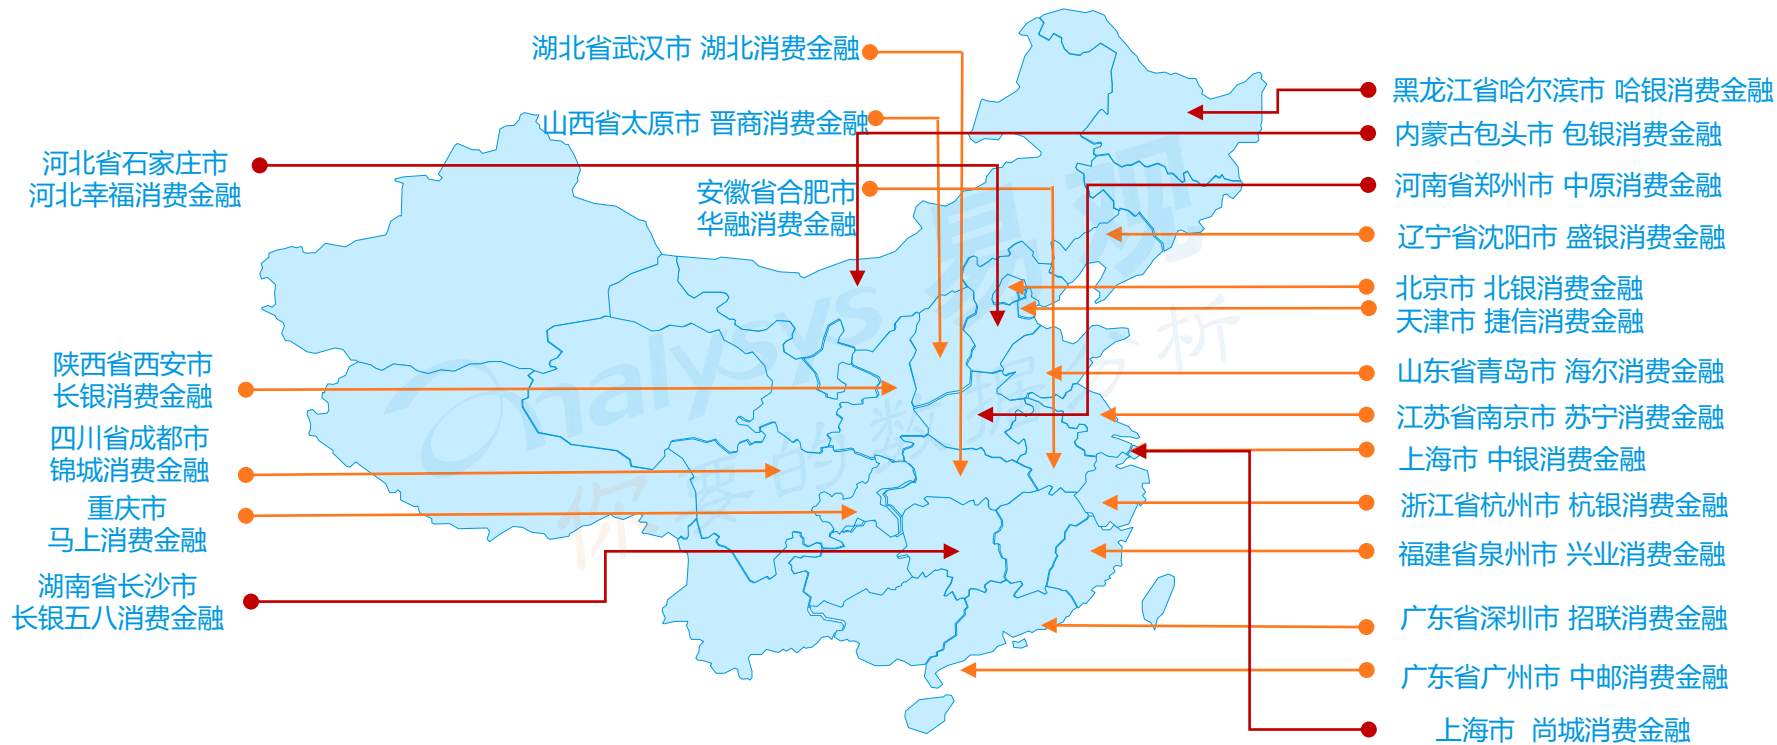 湖北省武汉市 湖北消费金融
山西省太原市 晋商消费金融
河北省石家庄市
河北幸福消费金融
安徽省合肥市
华融消费金融
陕西省西安市
长银消费金融
四川省成都市
锦城消费金融
重庆市
马上消费金融
湖南省长沙市
长银五八消费金融
黑龙江省哈尔滨市 哈银消费金融
内蒙古包头市 包银消费金融
河南省郑州市 中原消费金融
辽宁省沈阳市 盛银消费金融
北京市 北银消费金融
天津市 捷信消费金融
山东省青岛市 海尔消费金融
江苏省南京市 苏宁消费金融
上海市 中银消费金融
浙江省杭州市 杭银消费金融
福建省泉州市 兴业消费金融
广东省深圳市 招联消费金融
广东省广州市 中邮消费金融
上海市 尚城消费金融
analysys 易观
你要的数据分析